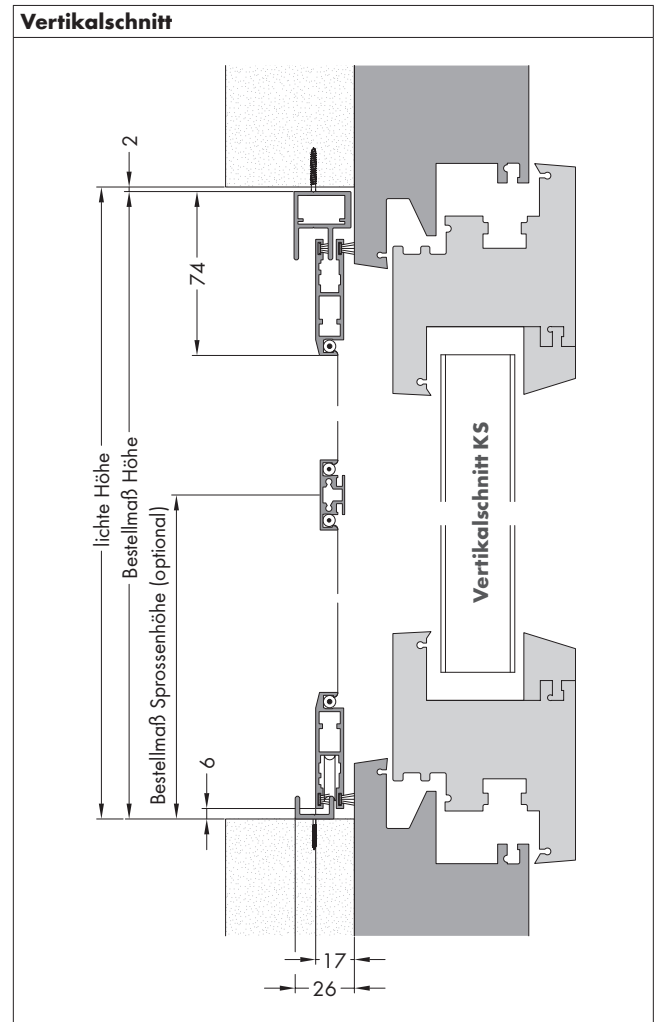 Vertikalschnitt
2
74
lichte Höhe
Bestellmaß Höhe
Bestellmaß Sprossenhöhe (optional)
Vertikalschnitt KS
6
17
26